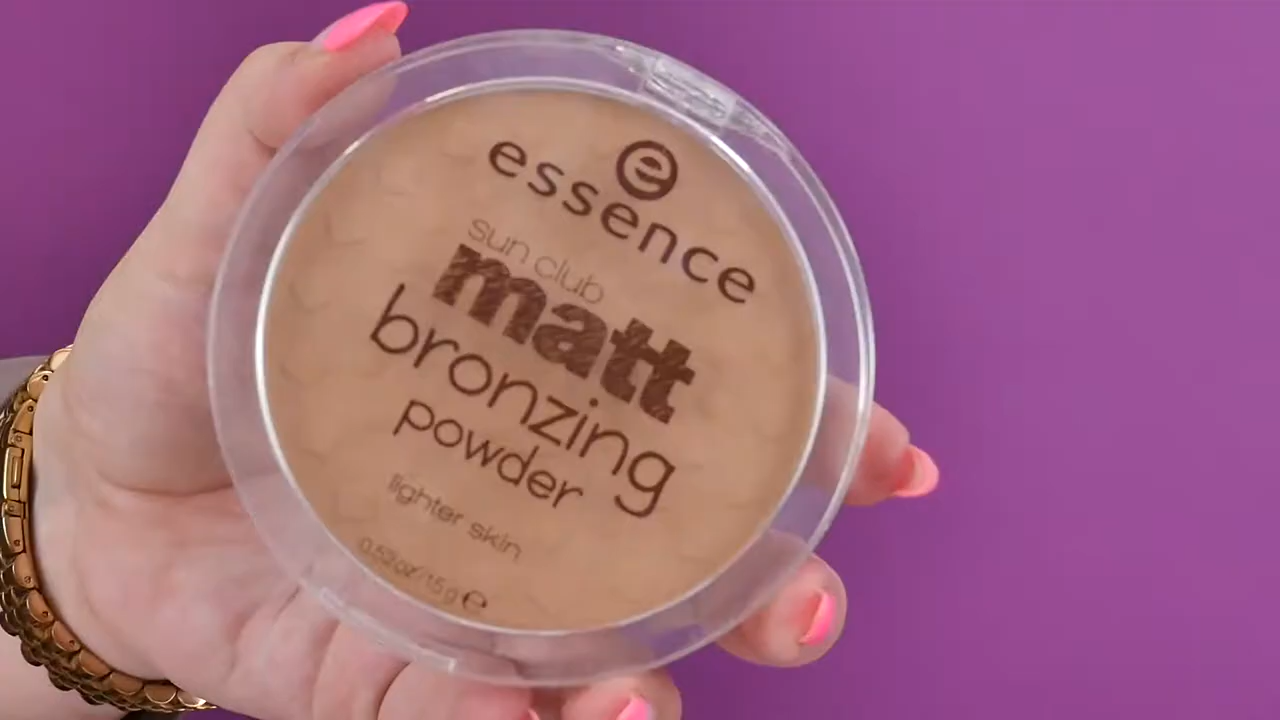 e
essence
sun club
matt
bronzing
powder
lighter skin
0.52 oz / 15 g e